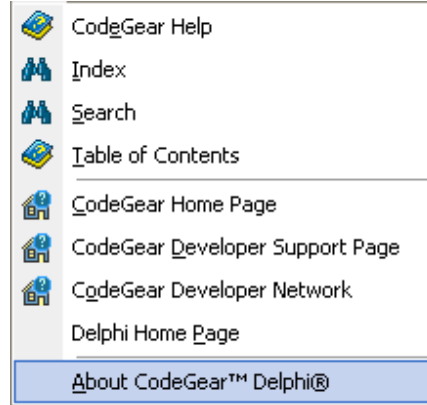 CodeGear Help
Index
Search
Table of Contents
CodeGear Home Page
CodeGear Developer Support Page
CodeGear Developer Network
Delphi Home Page
About CodeGear™ Delphi®